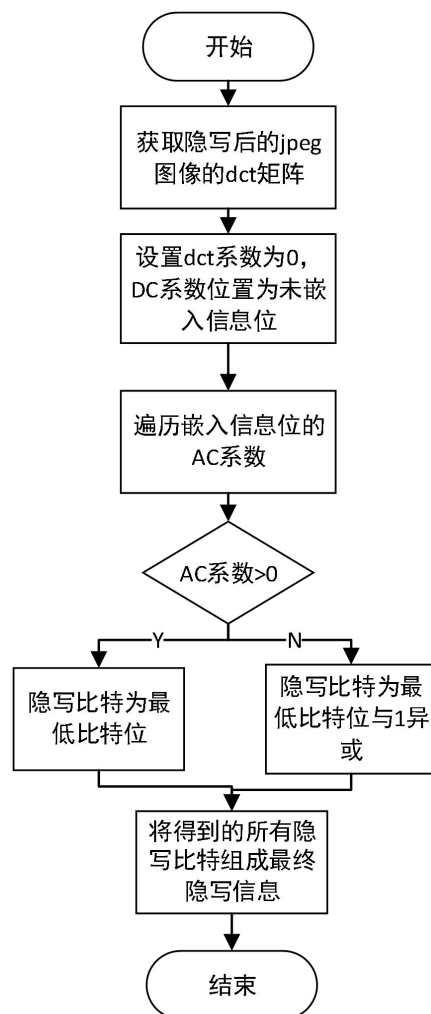 开始
获取隐写后的jpeg
图像的dct矩阵
设置dct系数为0，
DC系数位置为未嵌
入信息位
遍历嵌入信息位的
AC系数
AC系数>0
Y
N
隐写比特为最
低比特位
隐写比特为最
低比特位与1异
或
将得到的所有隐
写比特组成最终
隐写信息
结束